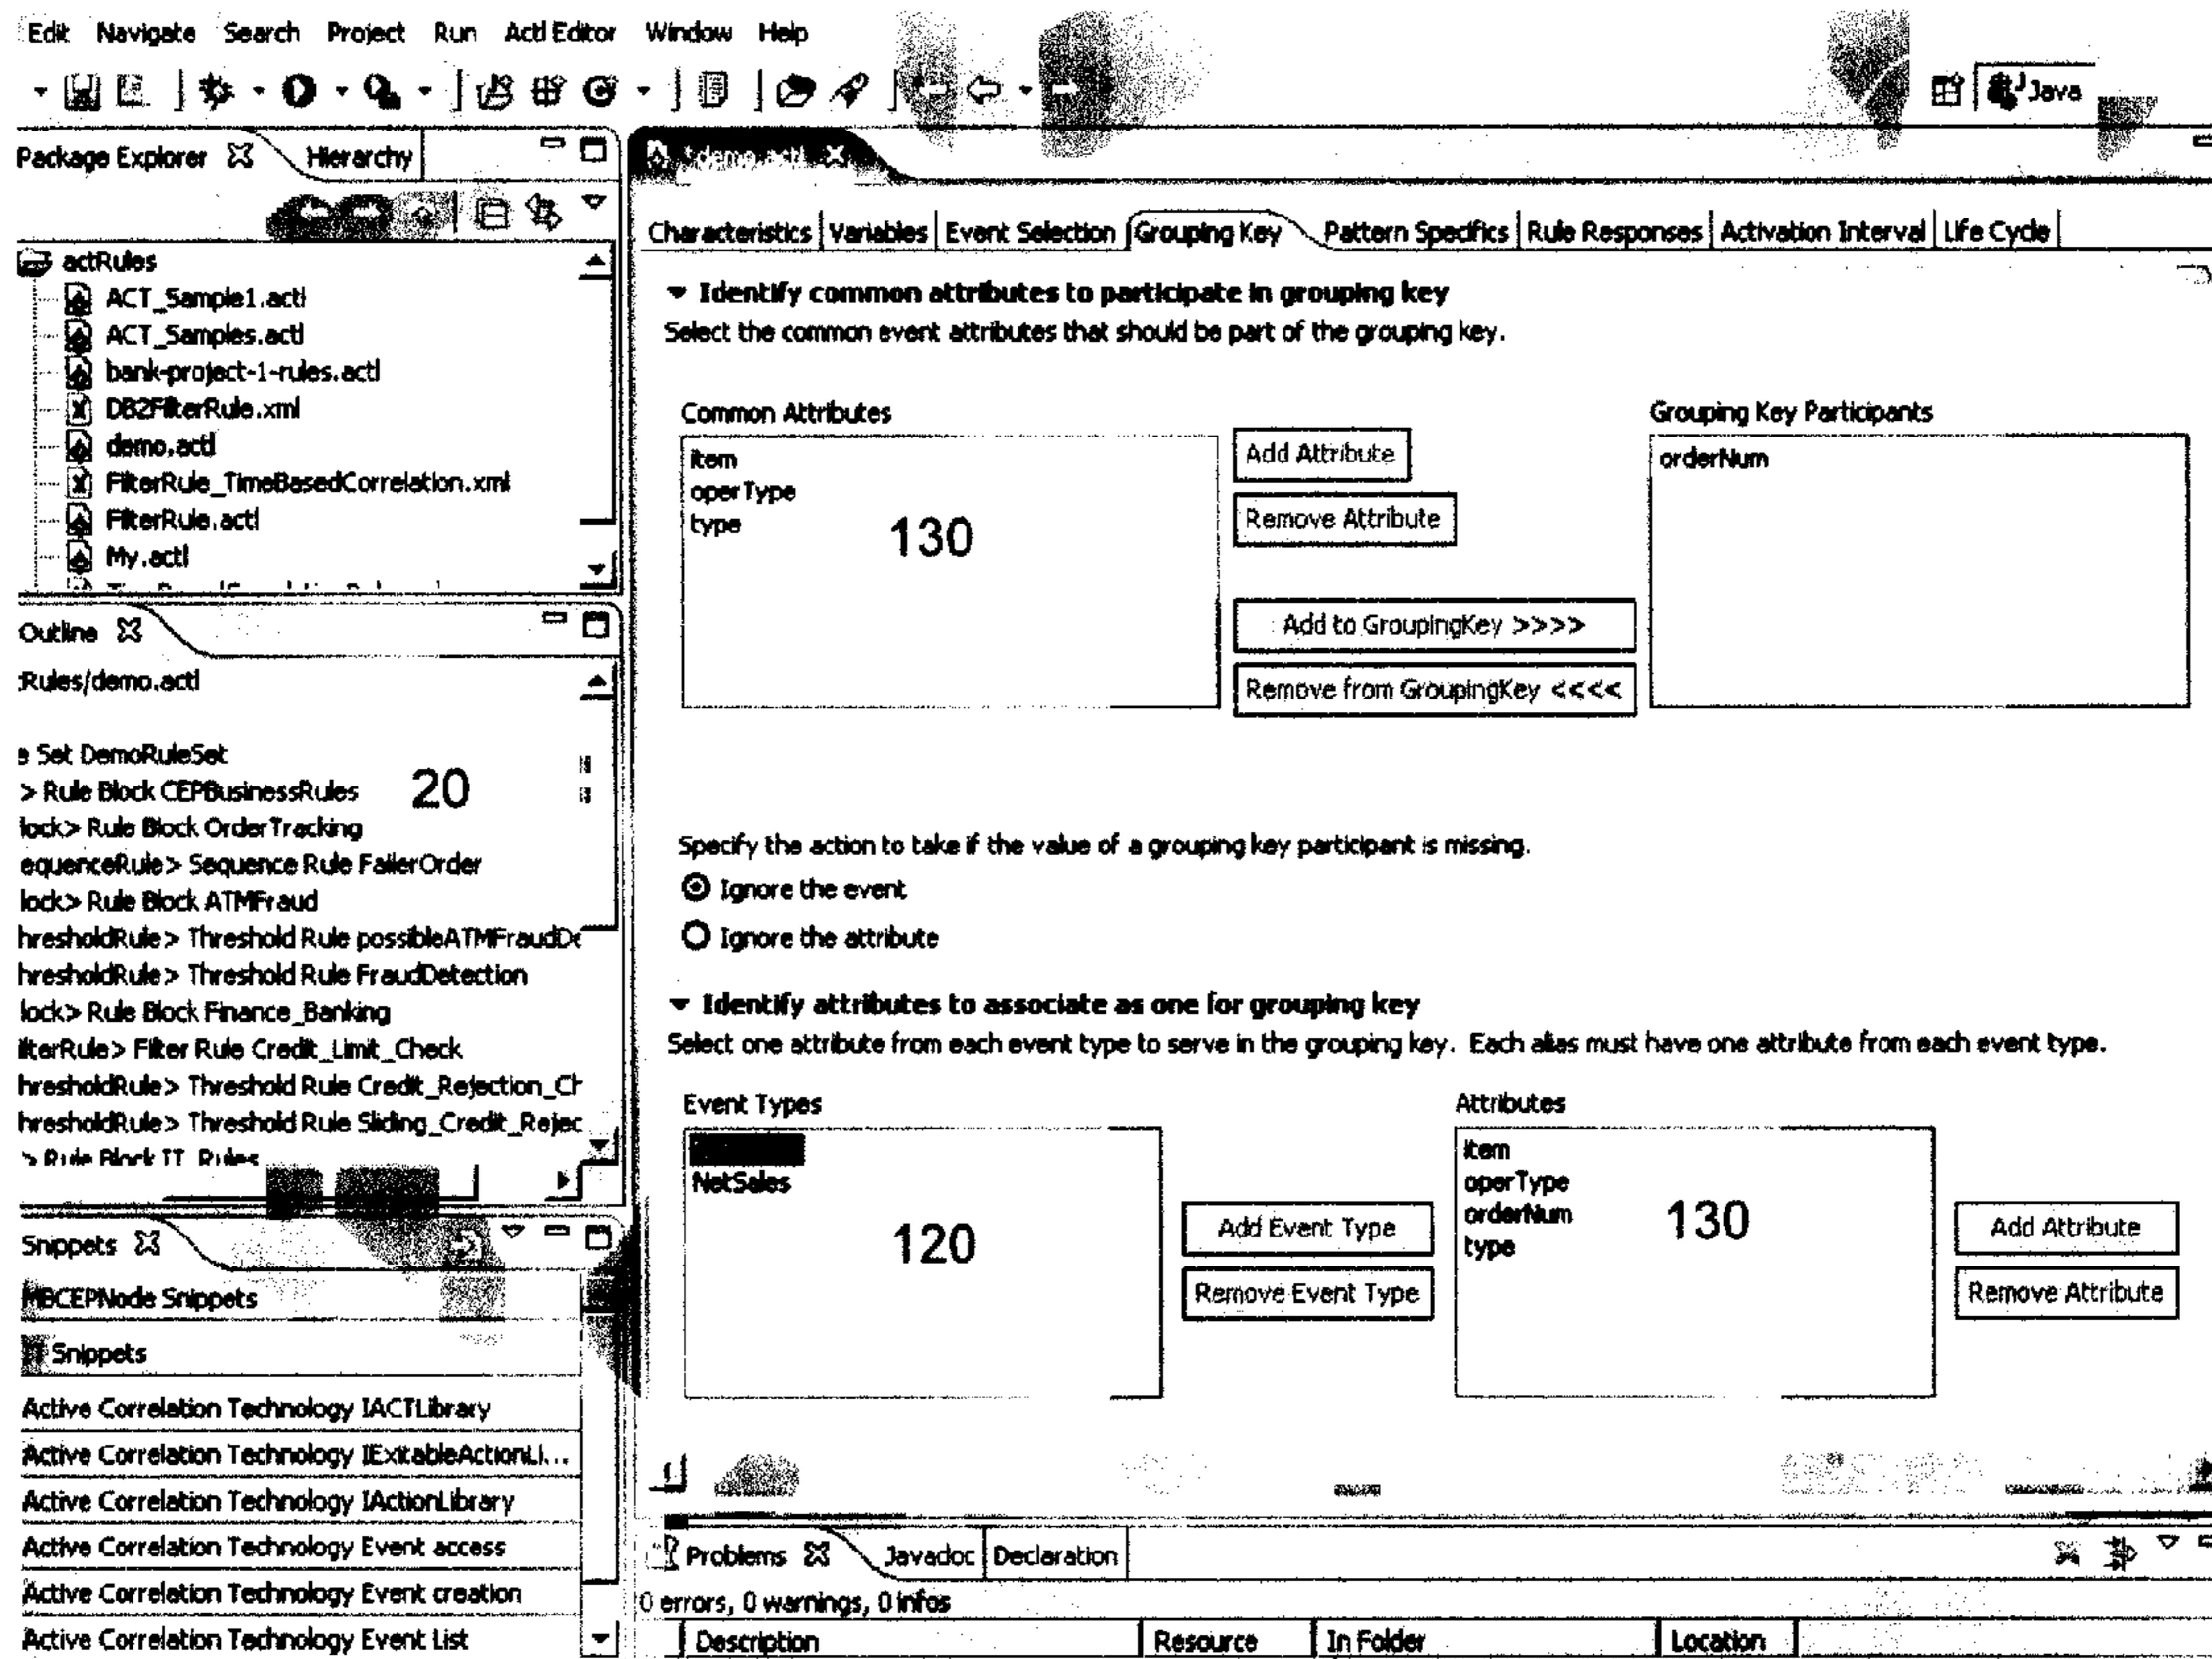 Edit Navigate Search Project Run Actl Editor Window Help
Java
Package Explorer Hierarchy
demo.actl
Characteristics Variables Event Selection Grouping Key Pattern Specifics Rule Responses Activation Interval Life Cycle
actRules
ACT_Sample1.actl
ACT_Samples.actl
bank-project-1-rules.actl
DB2FilterRule.xml
demo.actl
FilterRule_TimeBasedCorrelation.xml
FilterRule.actl
My.actl
Identify common attributes to participate in grouping key
Select the common event attributes that should be part of the grouping key.
Common Attributes
item
operType
type
130
Add Attribute
Remove Attribute
Add to GroupingKey >>>>
Remove from GroupingKey <<<<
Grouping Key Participants
orderNum
Outline
:Rules/demo.actl
e Set DemoRuleSet
> Rule Block CEPBusinessRules
20
lock> Rule Block OrderTracking
equenceRule> Sequence Rule FailerOrder
lock> Rule Block ATMFraud
hresholdRule> Threshold Rule possibleATMFraudDe
hresholdRule> Threshold Rule FraudDetection
lock> Rule Block Finance_Banking
ilterRule> Filter Rule Credit_Limit_Check
hresholdRule> Threshold Rule Credit_Rejection_Ch
hresholdRule> Threshold Rule Sliding_Credit_Rejec
> Rule Block IT_Rules
Specify the action to take if the value of a grouping key participant is missing.
Ignore the event
Ignore the attribute
Identify attributes to associate as one for grouping key
Select one attribute from each event type to serve in the grouping key. Each alias must have one attribute from each event type.
Event Types
NetSales
120
Add Event Type
Remove Event Type
Attributes
item
operType
orderNum
type
130
Add Attribute
Remove Attribute
Snippets
MBCEPNode Snippets
Snippets
Active Correlation Technology IACTLibrary
Active Correlation Technology IExitableActionLi...
Active Correlation Technology IActionLibrary
Active Correlation Technology Event access
Active Correlation Technology Event creation
Active Correlation Technology Event List
Problems Javadoc Declaration
0 errors, 0 warnings, 0 infos
Description Resource In Folder Location